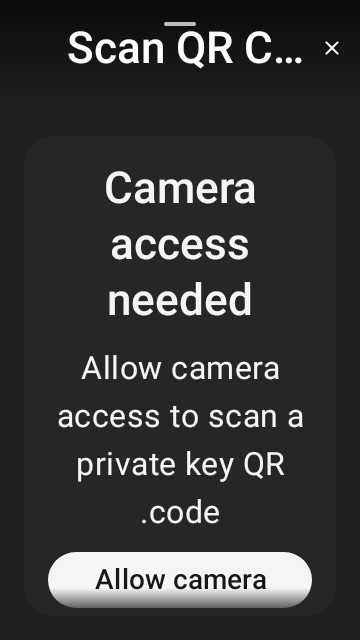 Scan QR C...
Camera
access
needed
Allow camera
access to scan a
private key QR
.code
Allow camera